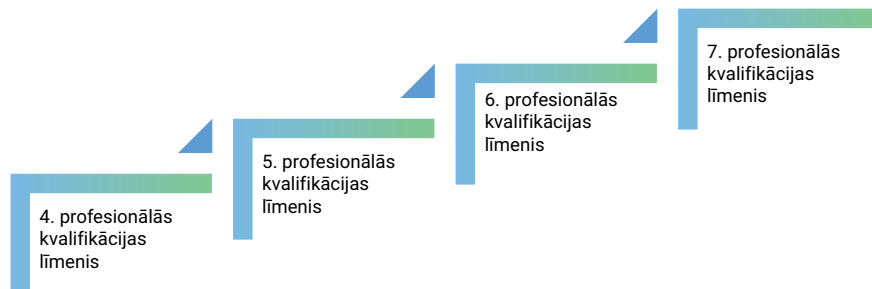 4. profesionālās
kvalifikācijas
līmenis
5. profesionālās
kvalifikācijas
līmenis
6. profesionālās
kvalifikācijas
līmenis
7. profesionālās
kvalifikācijas
līmenis